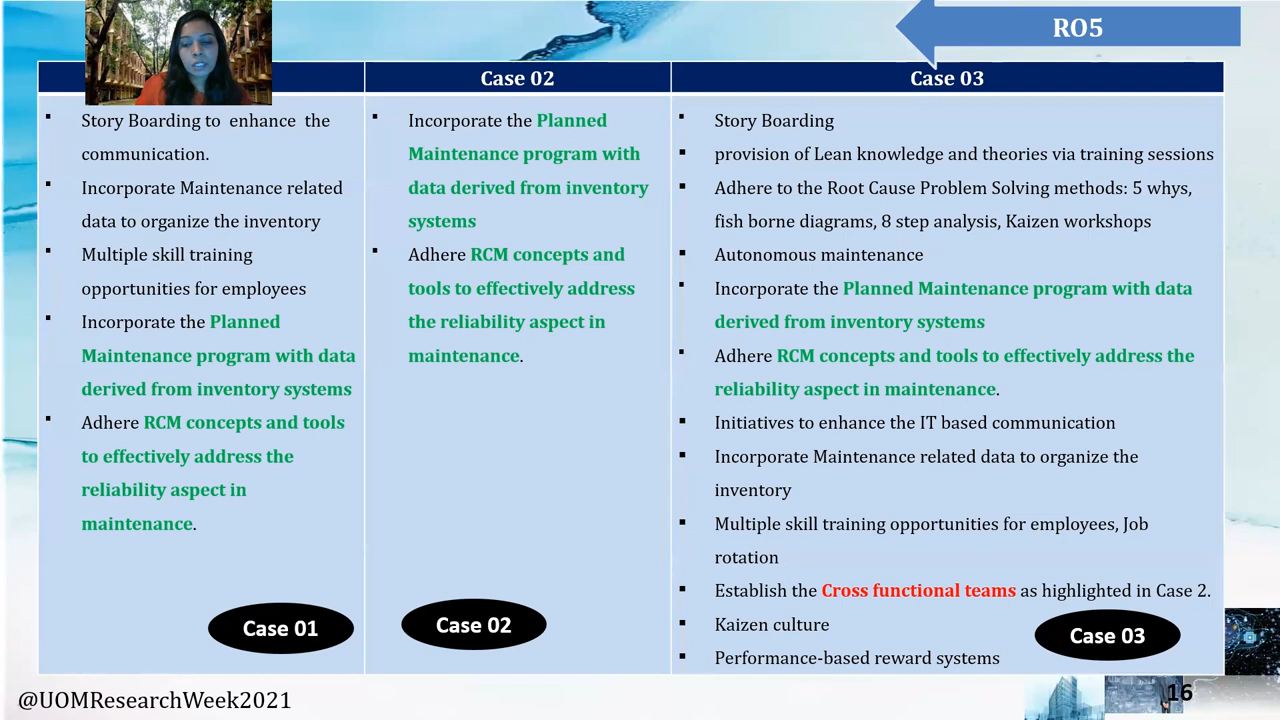 RO5
Case 02
Case 03
▪ Story Boarding to enhance the
communication.
▪ Incorporate Maintenance related
data to organize the inventory
▪ Multiple skill training
opportunities for employees
▪ Incorporate the Planned
Maintenance program with data
derived from inventory systems
▪ Adhere RCM concepts and tools
to effectively address the
reliability aspect in
maintenance.
Case 01
▪ Incorporate the Planned
Maintenance program with
data derived from inventory
systems
▪ Adhere RCM concepts and
tools to effectively address
the reliability aspect in
maintenance.
Case 02
▪ Story Boarding
▪ provision of Lean knowledge and theories via training sessions
▪ Adhere to the Root Cause Problem Solving methods: 5 whys,
fish borne diagrams, 8 step analysis, Kaizen workshops
▪ Autonomous maintenance
▪ Incorporate the Planned Maintenance program with data
derived from inventory systems
▪ Adhere RCM concepts and tools to effectively address the
reliability aspect in maintenance.
▪ Initiatives to enhance the IT based communication
▪ Incorporate Maintenance related data to organize the
inventory
▪ Multiple skill training opportunities for employees, Job
rotation
▪ Establish the Cross functional teams as highlighted in Case 2.
▪ Kaizen culture
▪ Performance-based reward systems
Case 03
@UOMResearchWeek2021
16